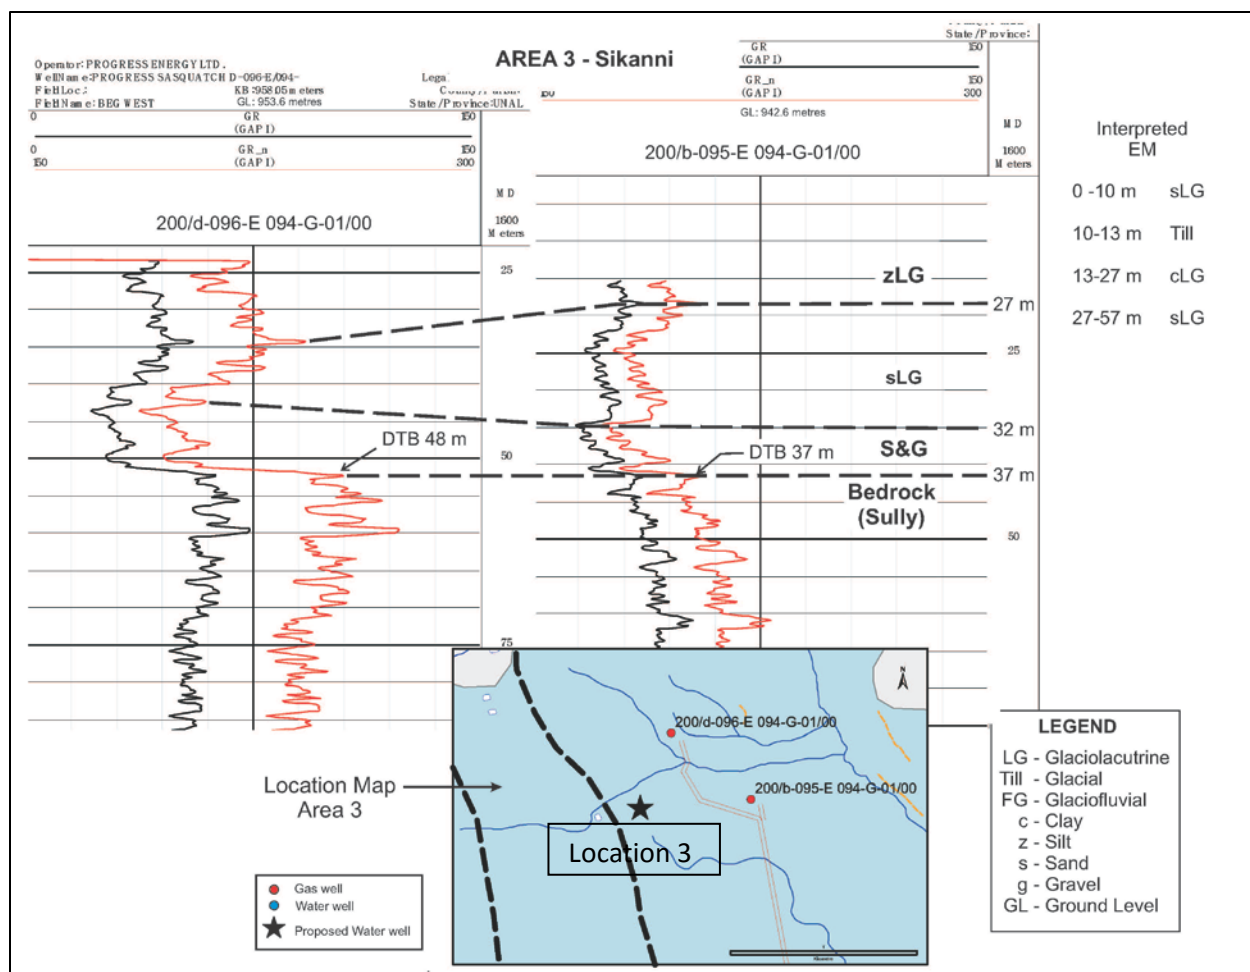 AREA 3 - Sikanni
Operator: PROGRESS ENERGY LTD.
Well Name: PROGRESS SASQUATCH D-096-E/094-
Field Loc:
KB: 958.05 meters
Legal
Field Name: BEG WEST
GL: 953.6 metres
State/Province: UNAL
0 GR 150
(GAPI)
0 GR_n 150
150 (GAPI) 300
MD
1600
Meters
200/d-096-E 094-G-01/00
25
50
75
DTB 48 m
State/Province:
GR 150
(GAPI)
GR_n 150
150 (GAPI) 300
GL: 942.6 metres
MD
1600
Meters
200/b-095-E 094-G-01/00
zLG
27 m
25
sLG
32 m
S&G
DTB 37 m
37 m
Bedrock
(Sully)
50
Interpreted
EM
0 -10 m sLG
10-13 m Till
13-27 m cLG
27-57 m sLG
Location Map
Area 3
N
200/d-096-E 094-G-01/00
200/b-095-E 094-G-01/00
Location 3
Gas well
Water well
Proposed Water well
LEGEND
LG - Glaciolacutrine
Till - Glacial
FG - Glaciofluvial
c - Clay
z - Silt
s - Sand
g - Gravel
GL - Ground Level